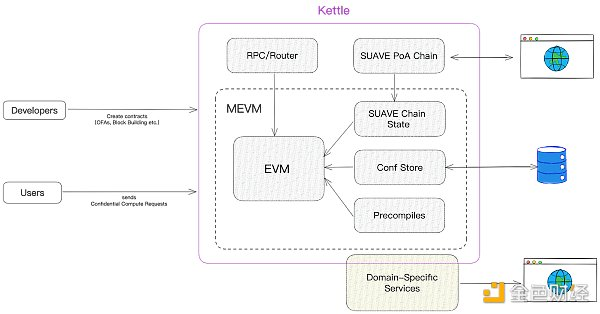 Kettle
RPC/Router
SUAVE PoA Chain
Developers
Create contracts
[OFAs, Block Building etc.]
MEVM
SUAVE Chain
State
EVM
Conf Store
Users
sends
Confidential Compute Requests
Precompiles
Domain-Specific
Services
金色财经